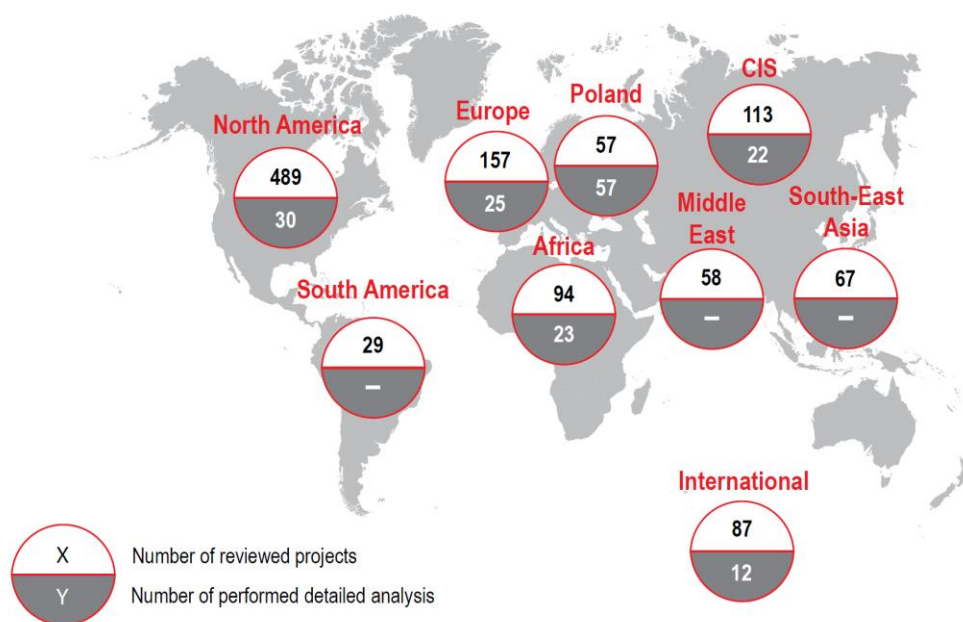 CIS
113
22
Poland
57
57
Europe
157
25
North America
489
30
Middle
East
58
–
South-East
Asia
67
–
Africa
94
23
South America
29
–
International
87
12
X
Number of reviewed projects
Y
Number of performed detailed analysis